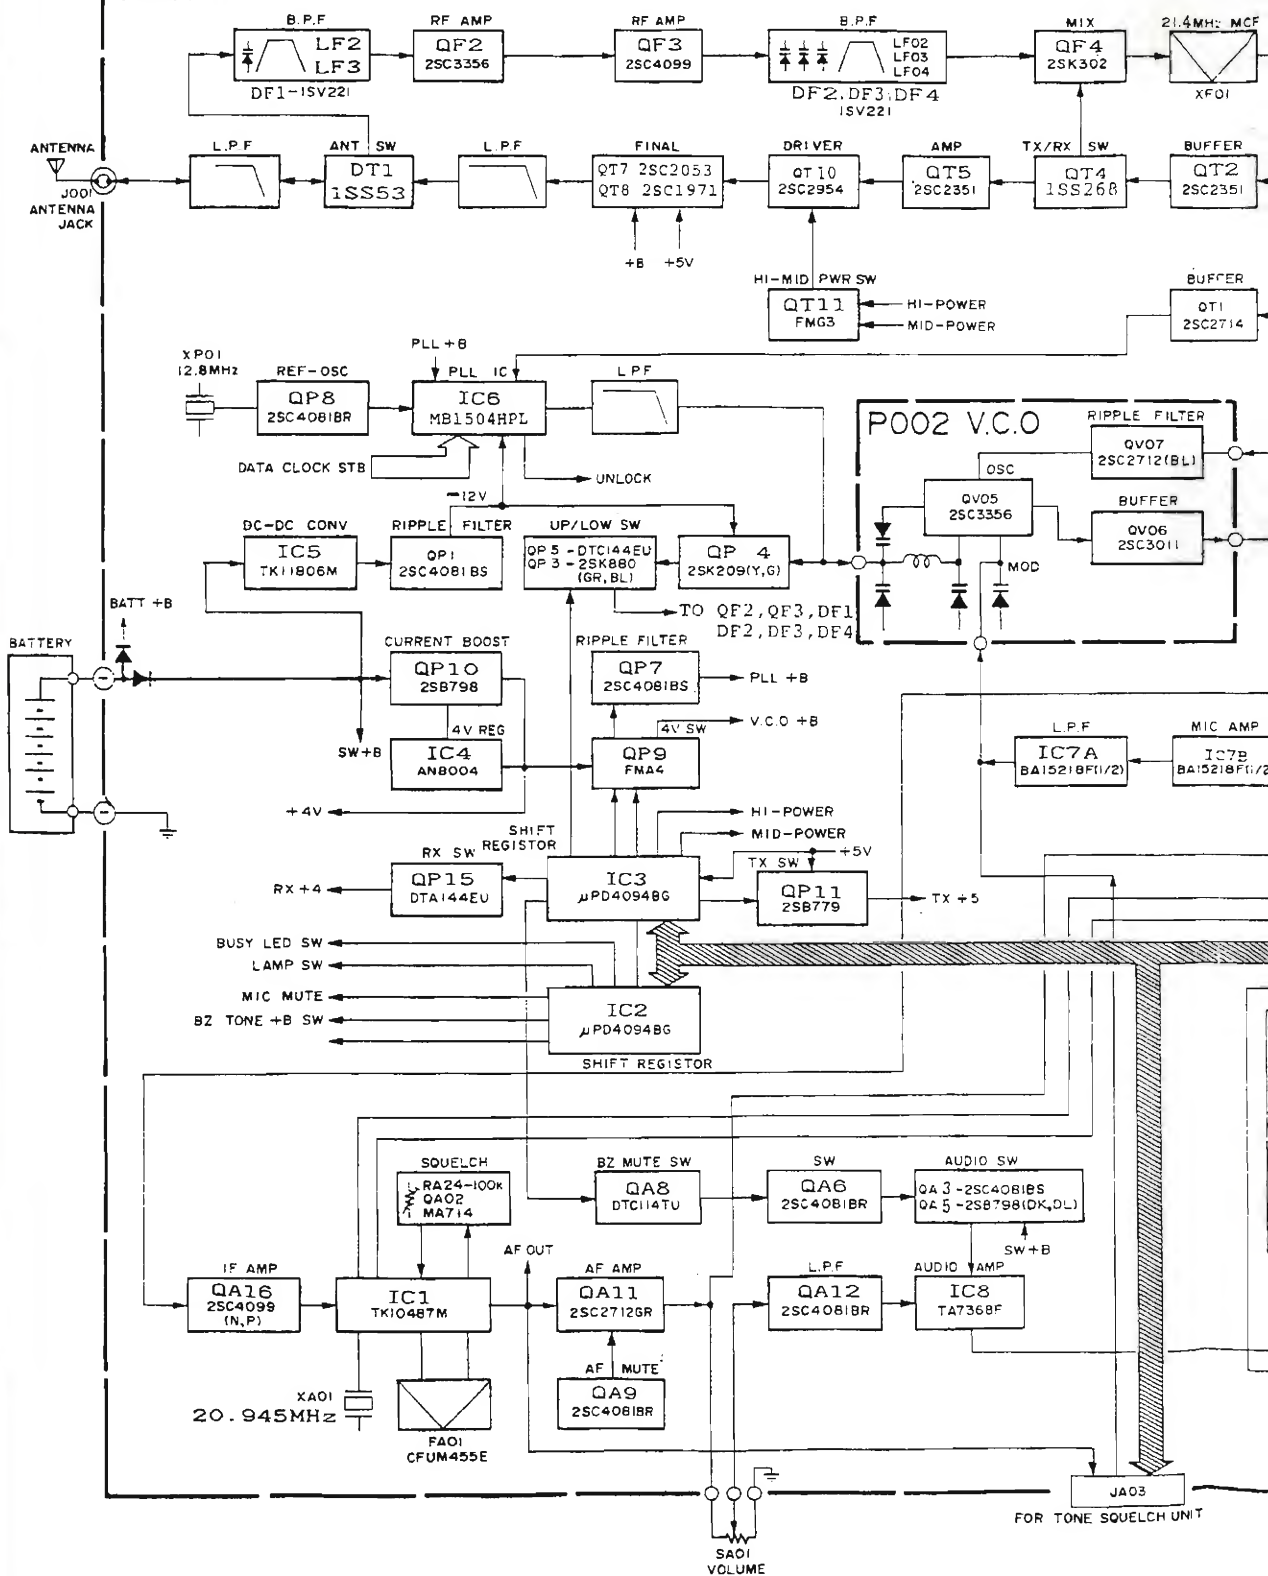 B.P.F
LF2
LF3
DF1-1SV221
RF AMP
QF2
2SC3356
RF AMP
QF3
2SC4099
B.P.F
LF02
LF03
LF04
DF2,DF3,DF4
1SV221
MIX
QF4
2SK302
21.4MHz MCF
XF01
ANTENNA
J001
ANTENNA
JACK
L.P.F
ANT SW
DT1
1SS53
L.P.F
FINAL
QT7 2SC2053
QT8 2SC1971
+B +5V
DRIVER
QT10
2SC2954
AMP
QT5
2SC2351
TX/RX SW
QT4
1SS268
BUFFER
QT2
2SC2351
HI-MID PWR SW
QT11
FMG3
HI-POWER
MID-POWER
BUFFER
QT1
2SC2714
XP01
12.8MHz
REF-OSC
QP8
2SC4081BR
PLL+B
PLL IC
IC6
MB1504HPL
L.P.F
DATA CLOCK STB
UNLOCK
P002 V.C.O
RIPPLE FILTER
QV07
2SC2712(BL)
OSC
QV05
2SC3356
BUFFER
QV06
2SC3011
MOD
-12V
DC-DC CONV
IC5
TK11806M
RIPPLE FILTER
QP1
2SC4081BS
UP/LOW SW
QP5-DTC144EU
QP3-2SK880
(GR,BL)
QP 4
2SK209(Y,G)
TO QF2,QF3,DF1
DF2,DF3,DF4
BATT +B
BATTERY
CURRENT BOOST
QP10
2SB798
4V REG
IC4
AN8004
SW+B
+4V
RIPPLE FILTER
QP7
2SC4081BS
PLL +B
4V SW
QP9
FMA4
V.C.O +B
L.P.F
IC7A
BA15218F(1/2)
MIC AMP
IC7B
BA15218F(1/2
HI-POWER
MID-POWER
SHIFT
REGISTOR
IC3
μPD4094BG
RX SW
QP15
DTA144EU
RX+4
+5V
TX SW
QP11
2SB779
TX +5
BUSY LED SW
LAMP SW
MIC MUTE
BZ TONE +B SW
IC2
μPD4094BG
SHIFT REGISTOR
SQUELCH
RA24-100K
QA02
MA714
BZ MUTE SW
QA8
DTC114TU
SW
QA6
2SC4081BR
AUDIO SW
QA3-2SC4081BS
QA5-2SB798(DK,DL)
SW+B
IF AMP
QA16
2SC4099
(N,P)
IC1
TK10487M
AF OUT
AF AMP
QA11
2SC2712GR
L.P.F
QA12
2SC4081BR
AUDIO AMP
IC8
TA7368F
AF MUTE
QA9
2SC4081BR
XA01
20.945MHz
FA01
CFUM455E
JA03
FOR TONE SQUELCH UNIT
SA01
VOLUME